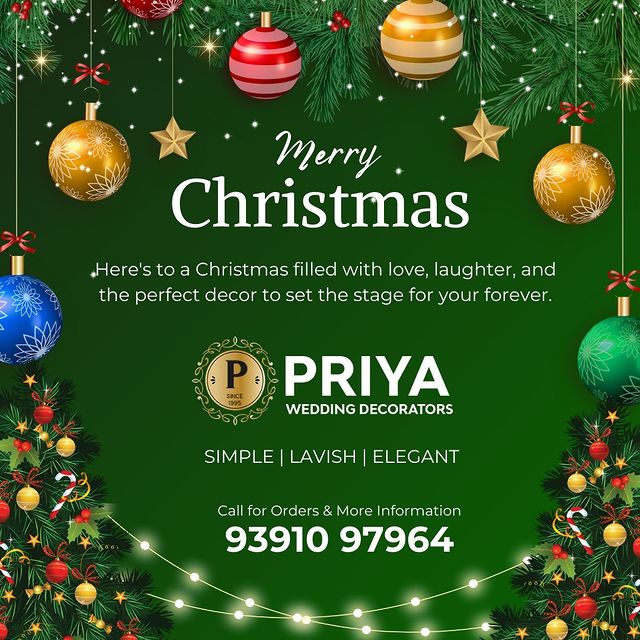 Merry
Christmas
Here's to a Christmas filled with love, laughter, and
the perfect decor to set the stage for your forever.
P
SINCE
1995
PRIYA
WEDDING DECORATORS
SIMPLE | LAVISH | ELEGANT
Call for Orders & More Information
93910 97964